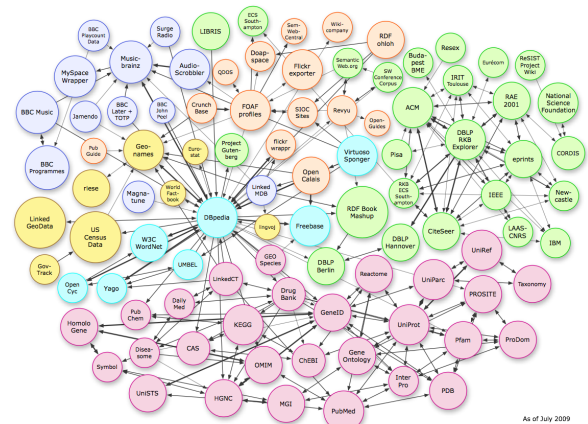 BBC
Playcount
Data
Surge
Radio
LIBRIS
ECS
South-
ampton
Sem-
Web-
Central
Wiki-
company
RDF
ohloh
Music-
brainz
Audio-
Scrobbler
Doap-
space
Flickr
exporter
Semantic
Web.org
SW
Conference
Corpus
Buda-
pest
BME
Resex
IRIT
Toulouse
Eurécom
ReSIST
Project
Wiki
MySpace
Wrapper
QDOS
BBC Music
Jamendo
BBC
Later +
TOTP
BBC
John
Peel
Crunch
Base
FOAF
profiles
SIOC
Sites
Revyu
Open-
Guides
ACM
RAE
2001
National
Science
Foundation
BBC
Programmes
Pub
Guide
Geo-
names
Euro-
stat
Project
Guten-
berg
flickr
wrappr
Virtuoso
Sponger
Pisa
DBLP
RKB
Explorer
eprints
CORDIS
riese
Magna-
tune
World
Fact-
book
Linked
MDB
Open
Calais
RKB
ECS
South-
ampton
IEEE
New-
castle
Linked
GeoData
US
Census
Data
W3C
WordNet
DBpedia
lingvoj
Freebase
RDF Book
Mashup
DBLP
Hannover
CiteSeer
LAAS-
CNRS
IBM
Gov-
Track
Open
Cyc
Yago
UMBEL
LinkedCT
GEO
Species
DBLP
Berlin
Reactome
UniParc
UniRef
Taxonomy
Homolo
Gene
Pub
Chem
Daily
Med
Drug
Bank
GeneID
UniProt
PROSITE
Symbol
Disea-
some
CAS
KEGG
ChEBI
Gene
Ontology
Pfam
ProDom
UniSTS
HGNC
OMIM
MGI
PubMed
Inter
Pro
PDB
As of July 2009